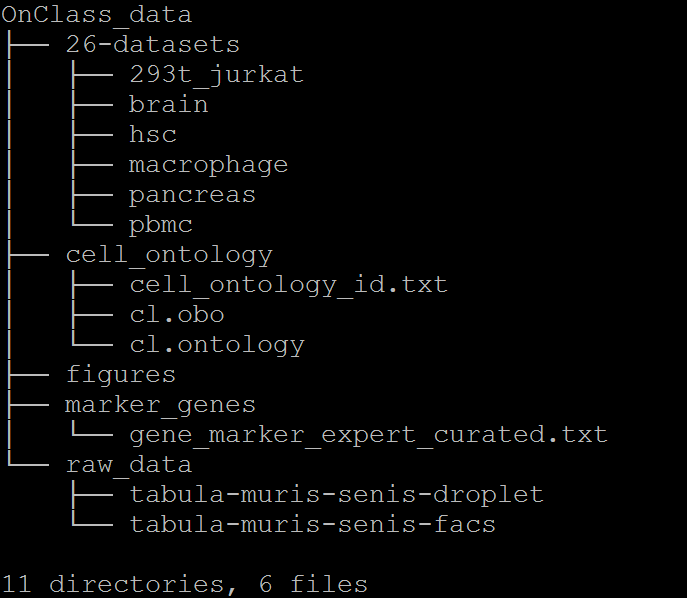 OnClass_data
├── 26-datasets
│   ├── 293t_jurkat
│   ├── brain
│   ├── hsc
│   ├── macrophage
│   ├── pancreas
│   └── pbmc
├── cell_ontology
│   ├── cell_ontology_id.txt
│   ├── cl.obo
│   └── cl.ontology
├── figures
├── marker_genes
│   └── gene_marker_expert_curated.txt
└── raw_data
    ├── tabula-muris-senis-droplet
    └── tabula-muris-senis-facs

11 directories, 6 files